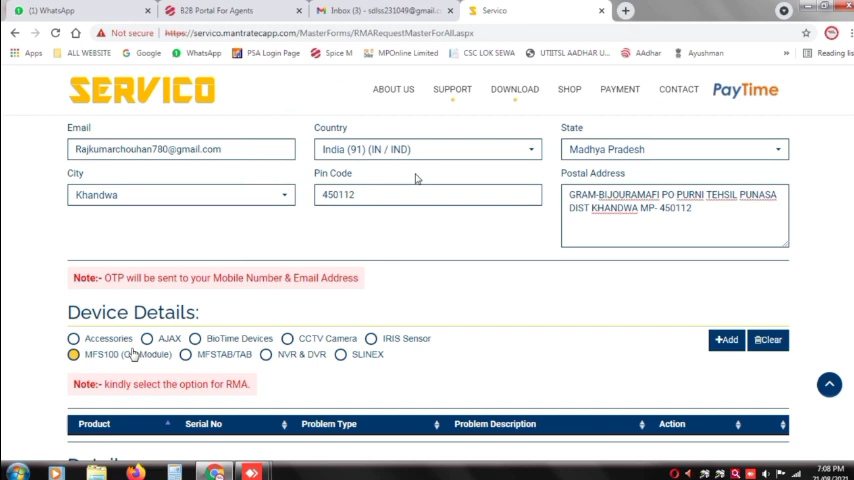 (1) WhatsApp
B2B Portal For Agents
Inbox (3) - sdlss231049@gmail.c
Servico
Not secure
https://servico.mantratecapp.com/MasterForms/RMARequestMasterForAll.aspx
Apps
ALL WEBSITE
Google
WhatsApp
PSA Login Page
Spice M
MPOnline Limited
CSC LOK SEWA
UTIITSL AADHAR U...
AAdhar
Ayushman
»
Reading list
SERVICO
ABOUT US
SUPPORT
DOWNLOAD
SHOP
PAYMENT
CONTACT
PayTime
Email
Country
State
Rajkumarchouhan780@gmail.com
India (91) (IN / IND)
Madhya Pradesh
City
Pin Code
Postal Address
Khandwa
450112
GRAM-BIJOURAMAFI PO PURNI TEHSIL PUNASA
DIST KHANDWA MP- 450112
Note:- OTP will be sent to your Mobile Number & Email Address
Device Details:
Accessories
AJAX
BioTime Devices
CCTV Camera
IRIS Sensor
+Add
Clear
MFS100 (O Module)
MFSTAB/TAB
NVR & DVR
SLINEX
Note:- kindly select the option for RMA.
Product
Serial No
Problem Type
Problem Description
Action
7:08 PM